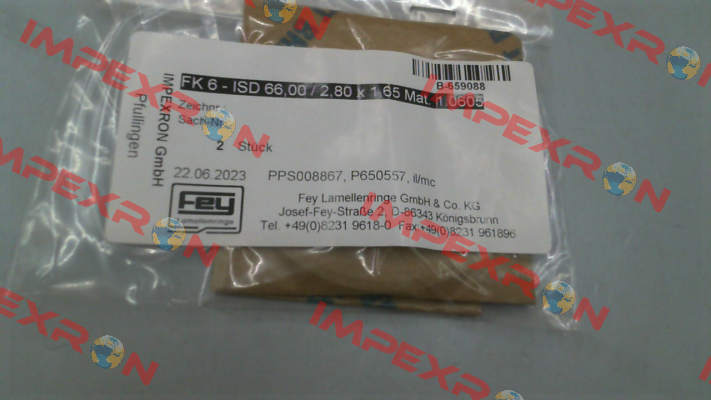 FK 6 - ISD 66,00 / 2,80 x 1,65 Mat. 1.0605
B-659088
IMPEXRON GmbH
Pfullingen
Zeichnr.
Sach-Nr.
2 Stück
22.06.2023
PPS008867, P650557, il/mc
Fey
Lamellenringe
Fey Lamellenringe GmbH & Co. KG
Josef-Fey-Straße 2, D-86343 Königsbrunn
Tel. +49(0)8231 9618-0 Fax +49(0)8231 961896
IMPEXRON
IMPEXRON
IMPEXRON
IMPEXRON
IMPEXRON